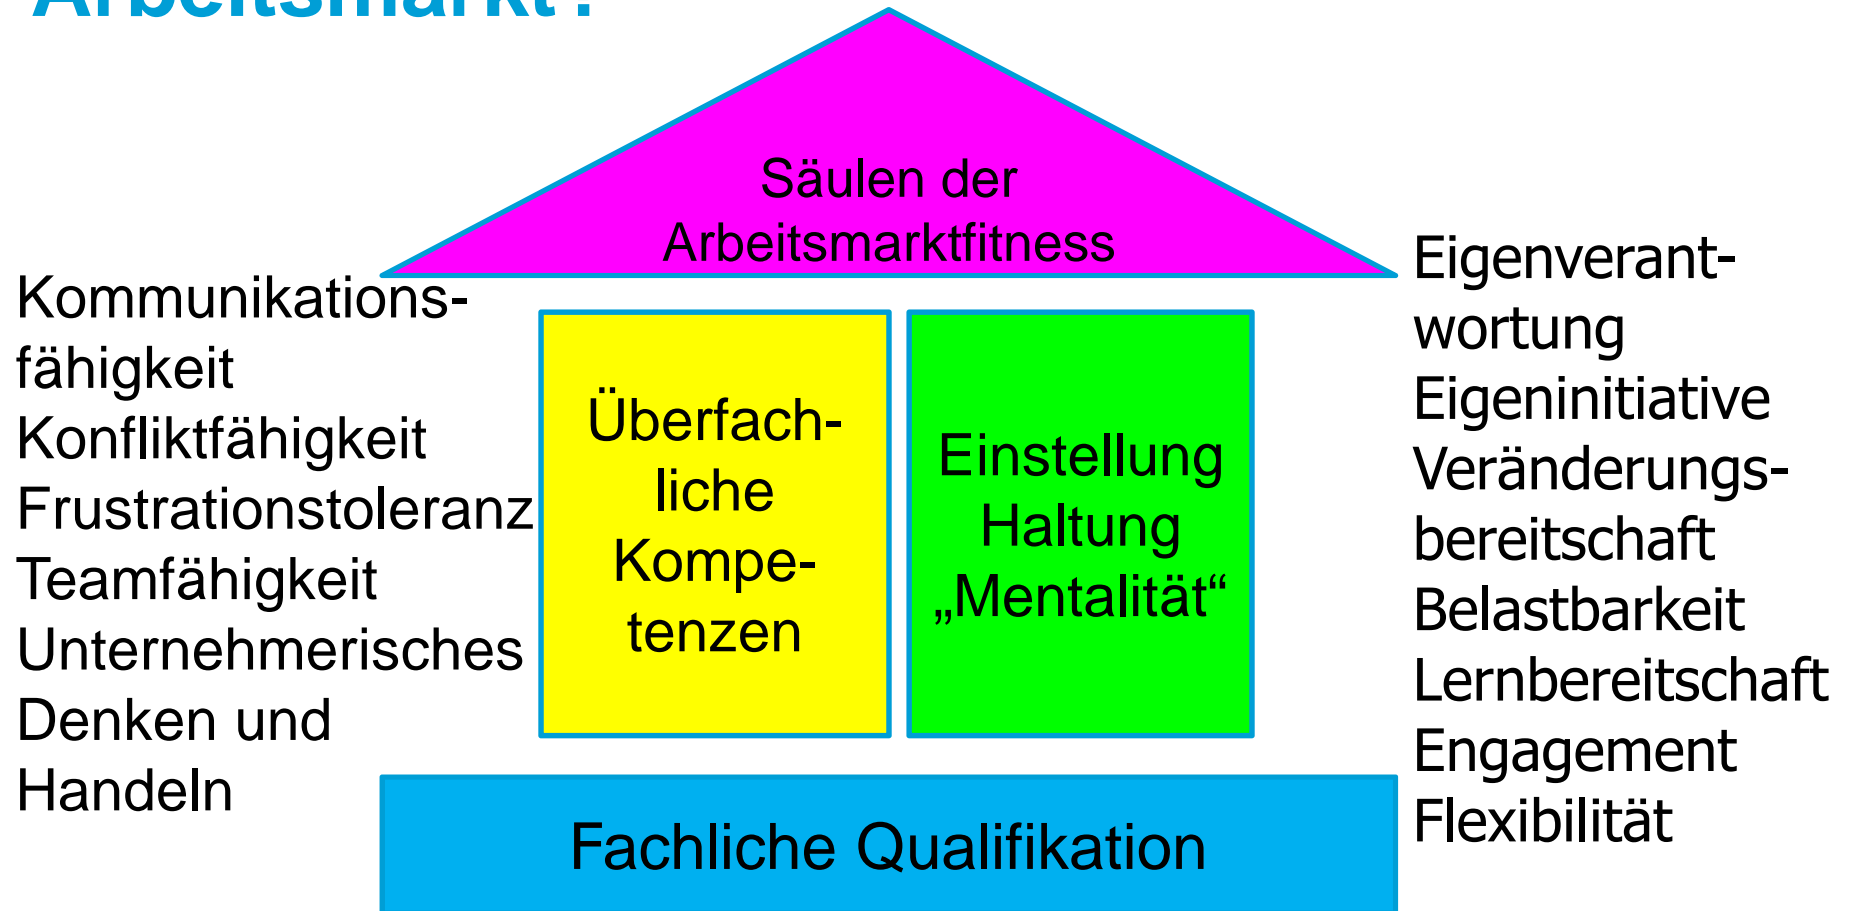 Arbeitsmarkt?
Säulen der
Arbeitsmarktfitness
Kommunikations-
fähigkeit
Konfliktfähigkeit
Frustrationstoleranz
Teamfähigkeit
Unternehmerisches
Denken und
Handeln
Überfach-
liche
Kompe-
tenzen
Einstellung
Haltung
„Mentalität“
Eigenverant-
wortung
Eigeninitiative
Veränderungs-
bereitschaft
Belastbarkeit
Lernbereitschaft
Engagement
Flexibilität
Fachliche Qualifikation